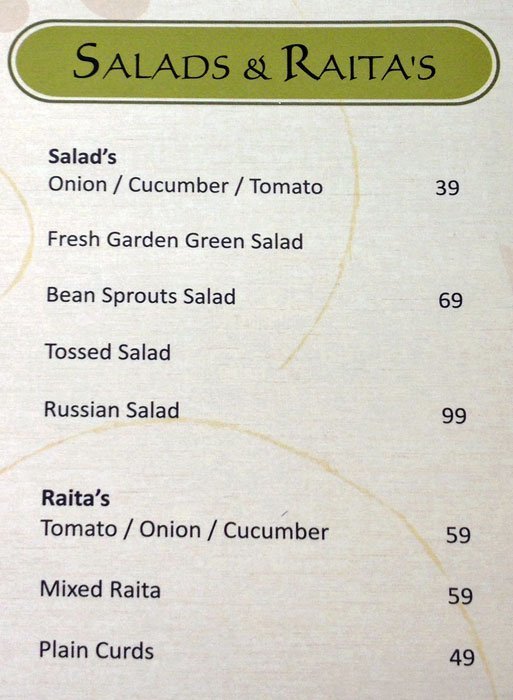 SALADS & RAITA'S
Salad's
Onion / Cucumber / Tomato 39
Fresh Garden Green Salad
Bean Sprouts Salad 69
Tossed Salad
Russian Salad 99
Raita's
Tomato / Onion / Cucumber 59
Mixed Raita 59
Plain Curds 49